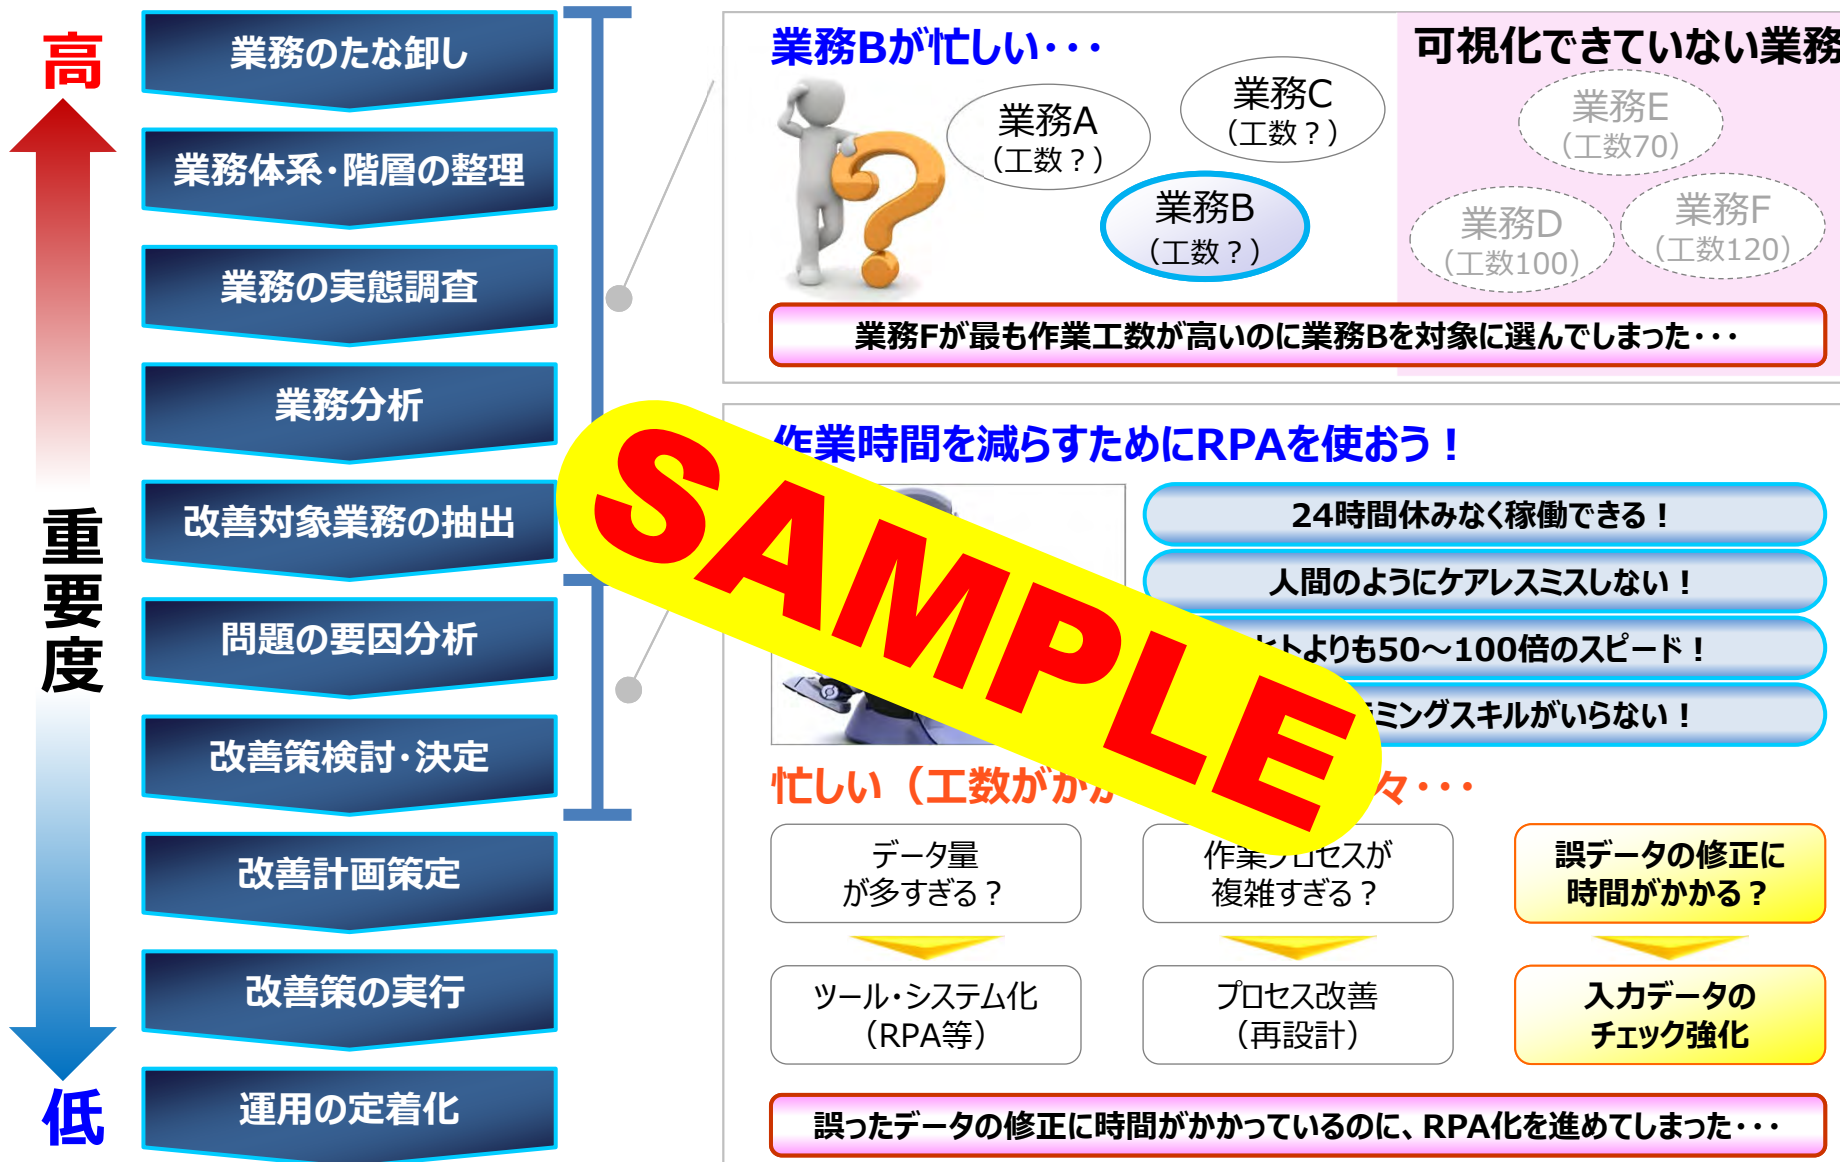 高
重要度
低
業務のたな卸し
業務体系・階層の整理
業務の実態調査
業務分析
改善対象業務の抽出
問題の要因分析
改善策検討・決定
改善計画策定
改善策の実行
運用の定着化
業務Bが忙しい・・・
業務A
（工数？）
業務C
（工数？）
業務B
（工数？）
可視化できていない業務
業務E
（工数70）
業務D
（工数100）
業務F
（工数120）
業務Fが最も作業工数が高いのに業務Bを対象に選んでしまった・・・
作業時間を減らすためにRPAを使おう！
24時間休みなく稼働できる！
人間のようにケアレスミスしない！
ヒトよりも50～100倍のスピード！
ミングスキルがいらない！
SAMPLE
忙しい（工数がかか
々・・・
データ量
が多すぎる？
作業プロセスが
複雑すぎる？
誤データの修正に
時間がかかる？
ツール・システム化
（RPA等）
プロセス改善
（再設計）
入力データの
チェック強化
誤ったデータの修正に時間がかかっているのに、RPA化を進めてしまった・・・